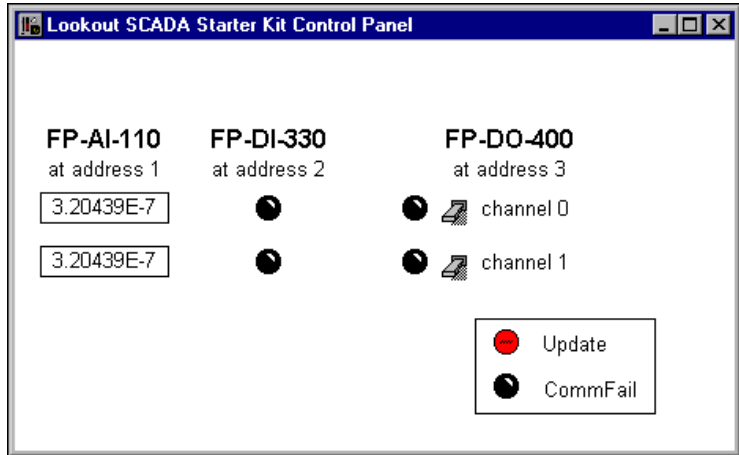 Lookout SCADA Starter Kit Control Panel
FP-AI-110 FP-DI-330 FP-DO-400
at address 1 at address 2 at address 3
3.20439E-7 channel 0
3.20439E-7 channel 1
Update
CommFail